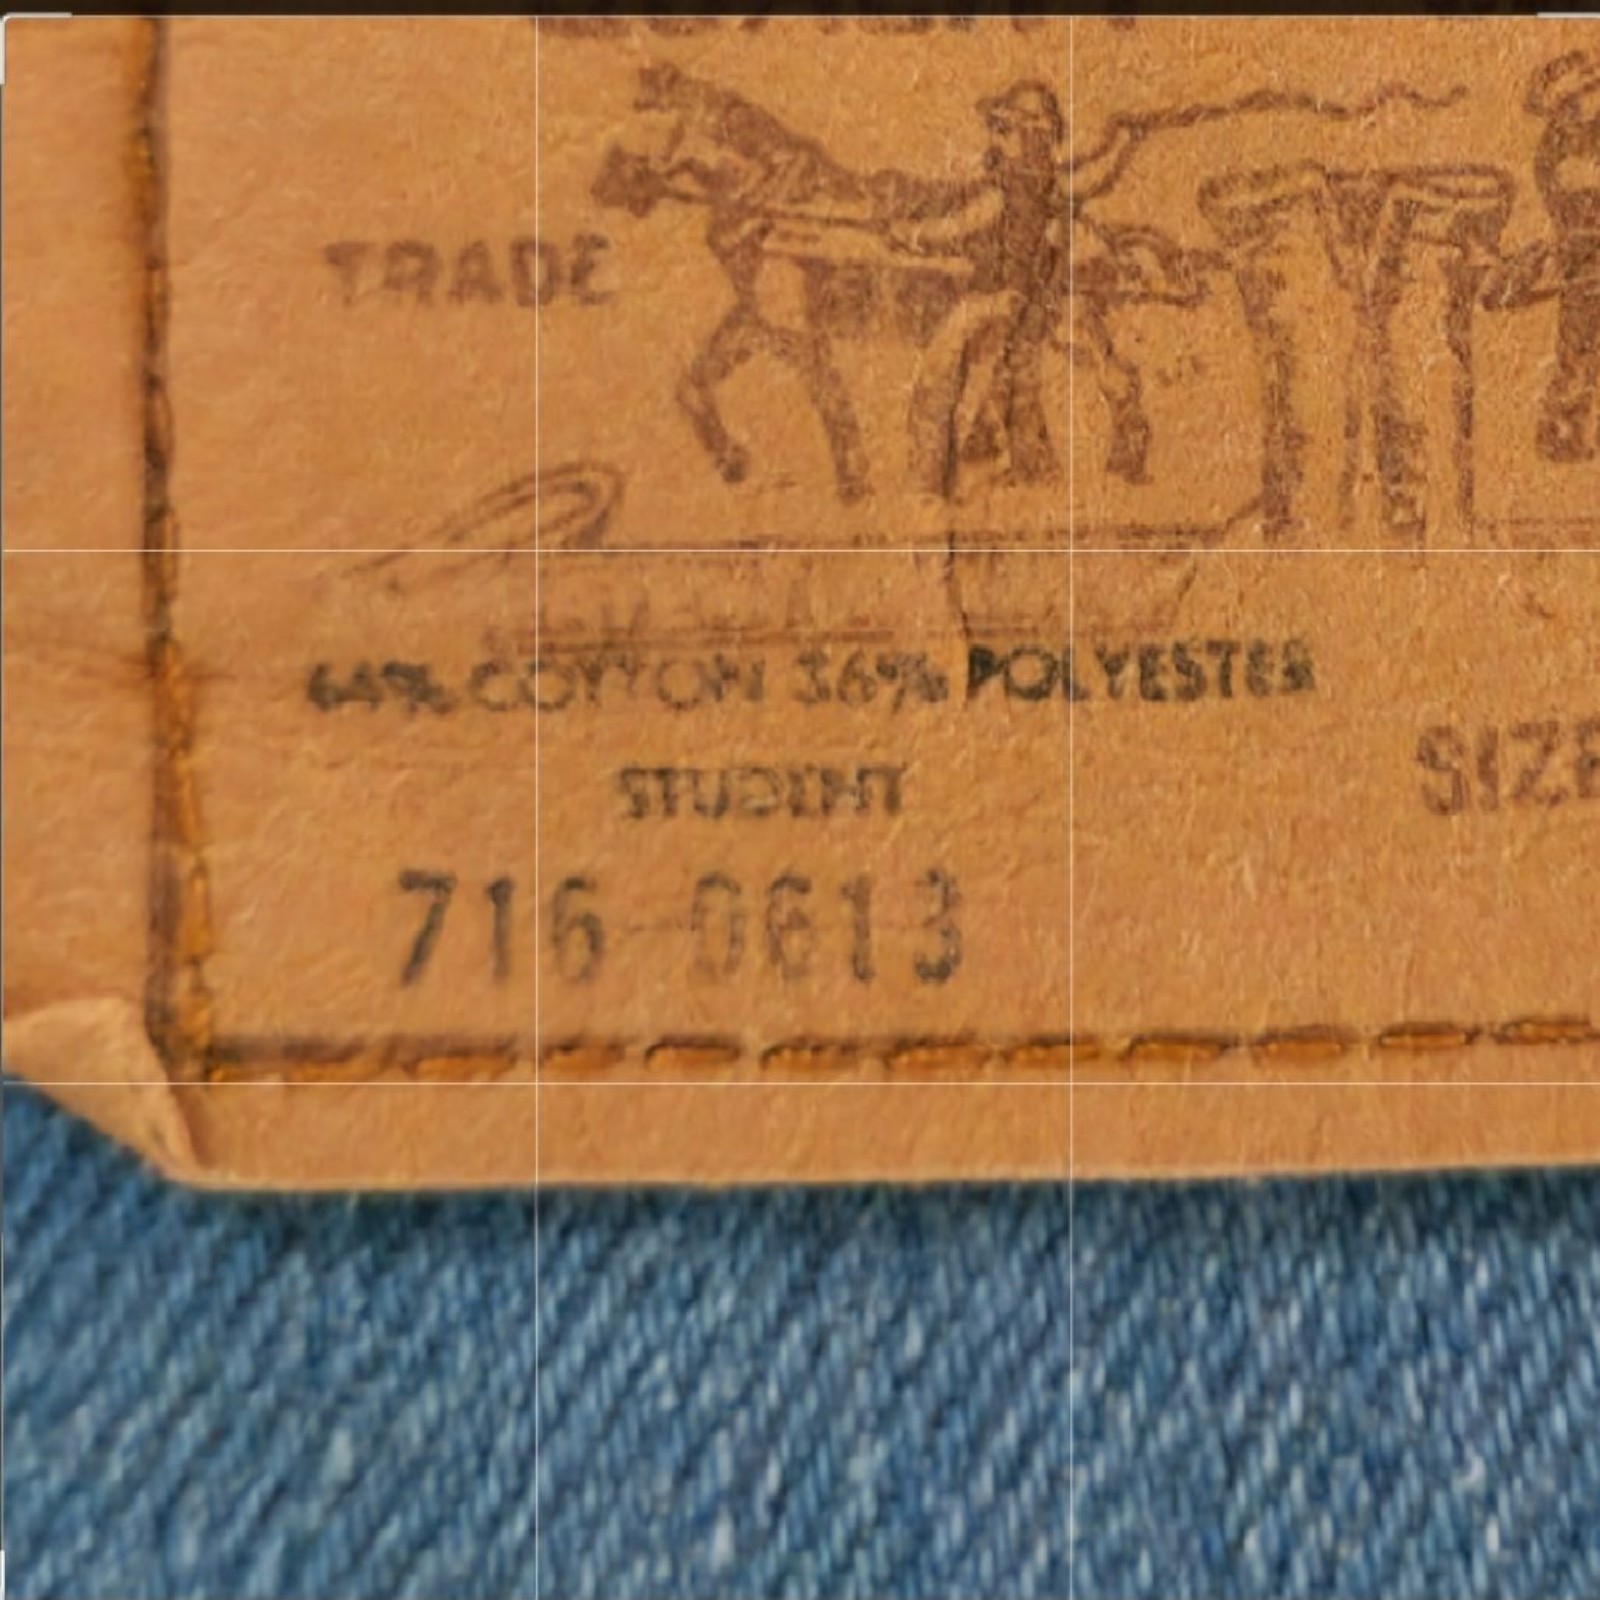 TRADE
64% COTTON 36% POLYESTER
STUDENT
SIZE
716 0613